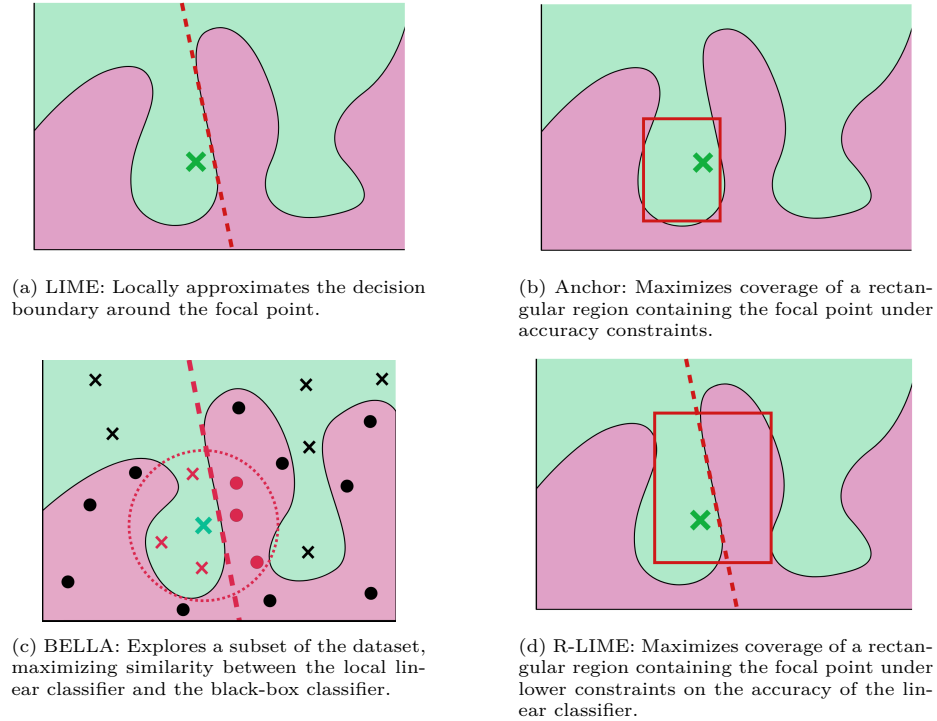 (a) LIME: Locally approximates the decision
boundary around the focal point.
(b) Anchor: Maximizes coverage of a rectan-
gular region containing the focal point under
accuracy constraints.
(c) BELLA: Explores a subset of the dataset,
maximizing similarity between the local lin-
ear classifier and the black-box classifier.
(d) R-LIME: Maximizes coverage of a rectan-
gular region containing the focal point under
lower constraints on the accuracy of the lin-
ear classifier.